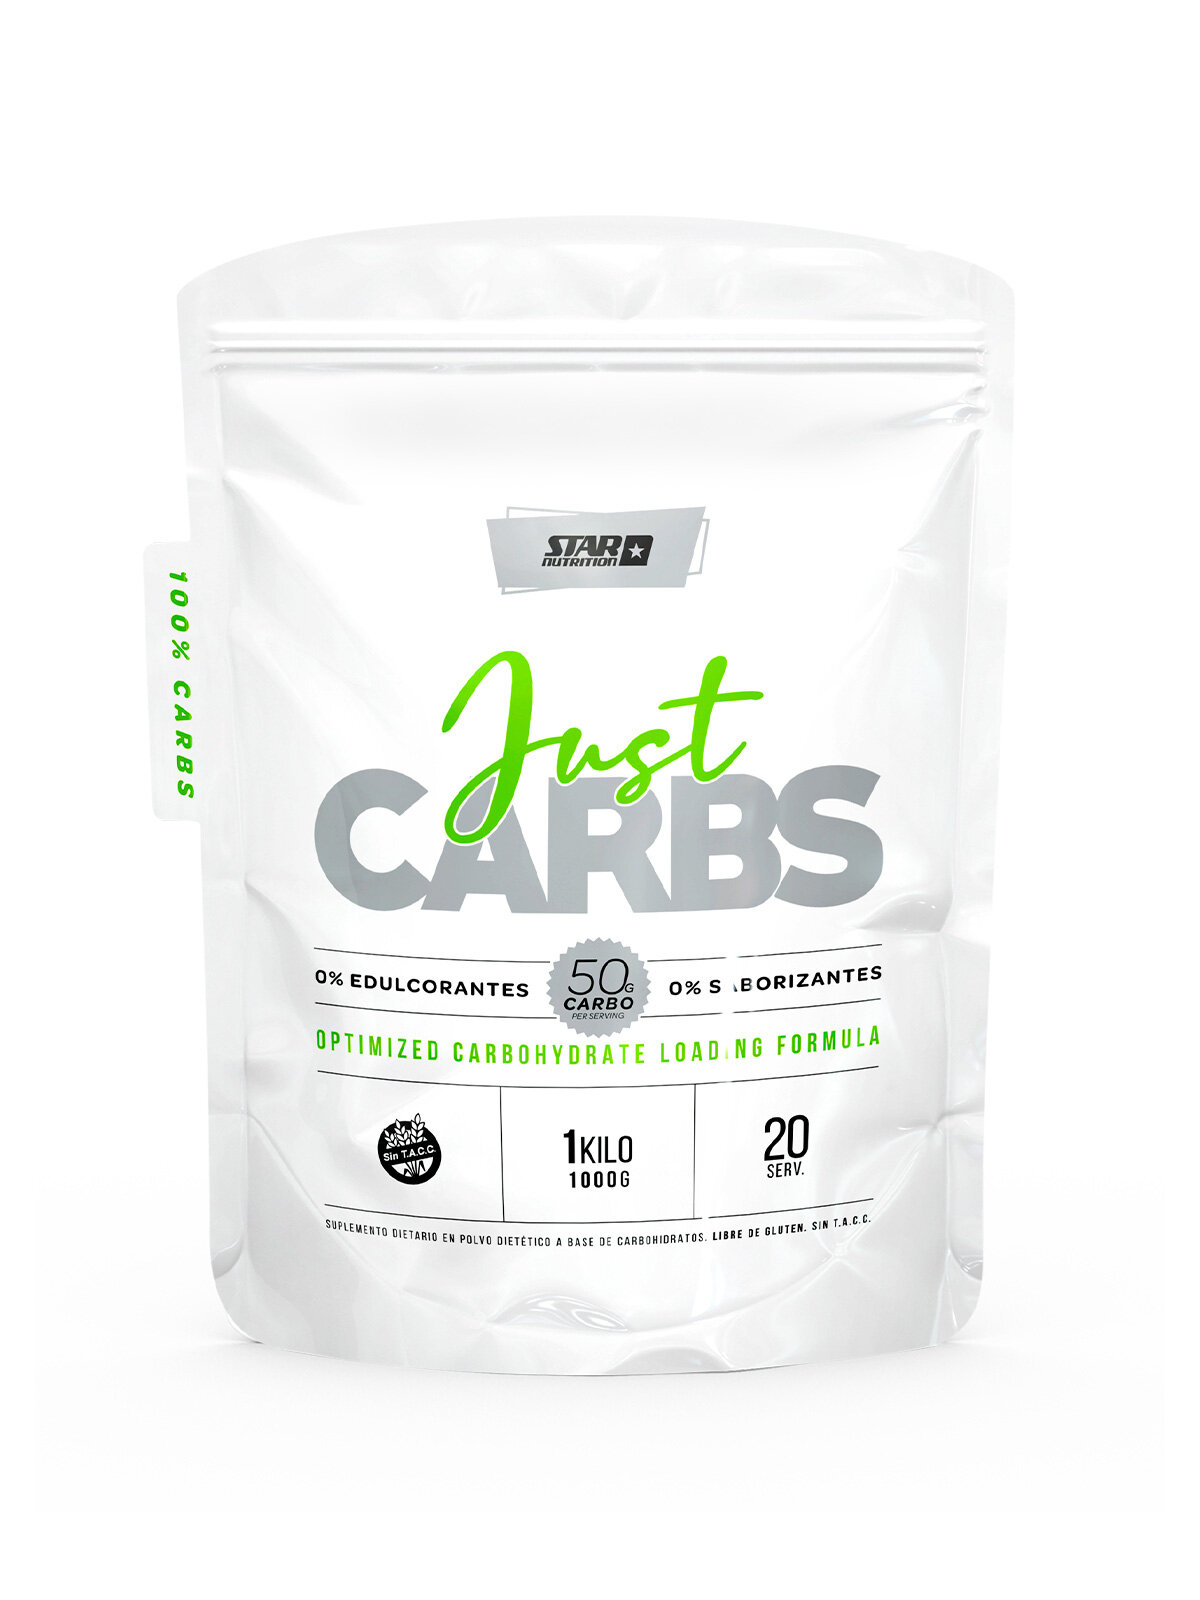 STAR
NUTRITION
100% CARBS
Just
CARBS
0% EDULCORANTES
50G
CARBO
PER SERVING
0% SABORIZANTES
OPTIMIZED CARBOHYDRATE LOADING FORMULA
Sin T.A.C.C.
1KILO
1000G
20
SERV.
SUPLEMENTO DIETARIO EN POLVO DIETÉTICO A BASE DE CARBOHIDRATOS. LIBRE DE GLUTEN. SIN T.A.C.C.